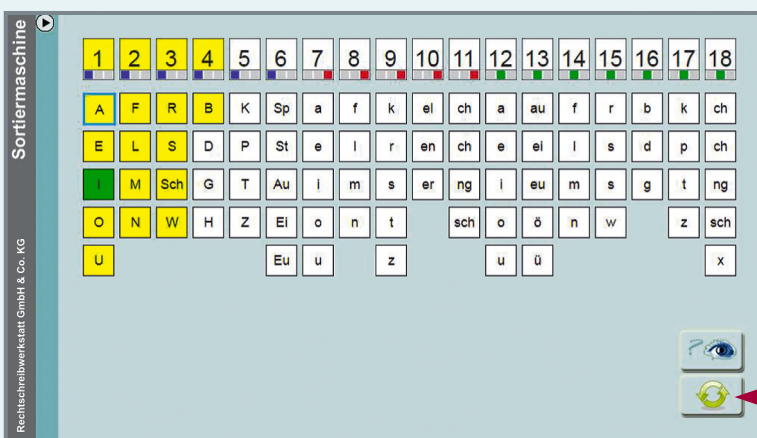 Sortiermaschine
Rechtschreibwerkstatt GmbH & Co. KG
1 2 3 4 5 6 7 8 9 10 11 12 13 14 15 16 17 18
A F R B K Sp a f k el ch a au f r b k ch
E L S D P St e l r en ch e ei l s d p ch
I M Sch G T Au i m s er ng i eu m s g t ng
O N W H Z Ei o n t sch o ö n w z sch
U Eu u z u ü x
?